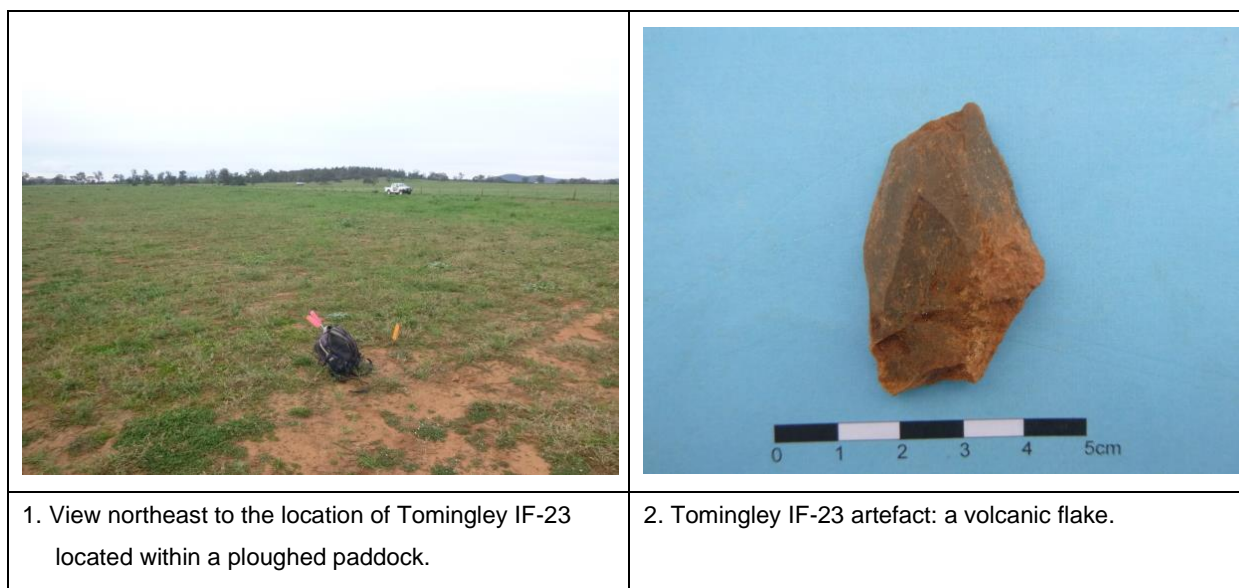 0 1 2 3 4 5cm
1. View northeast to the location of Tomingley IF-23
located within a ploughed paddock.
2. Tomingley IF-23 artefact: a volcanic flake.